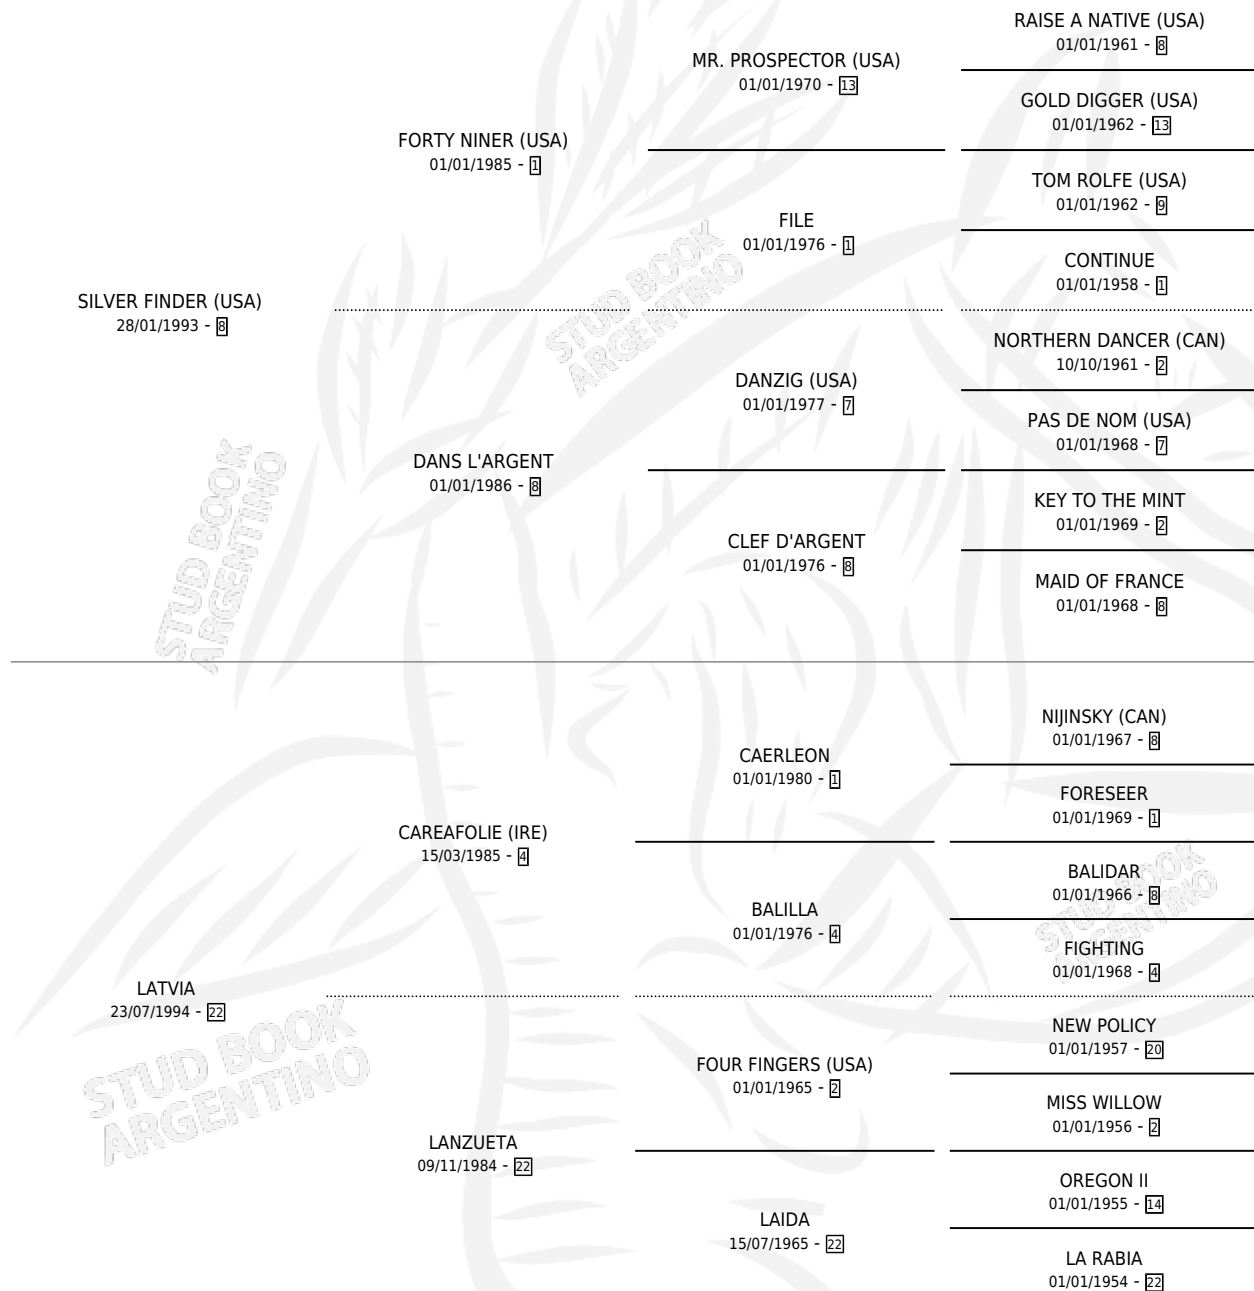 RAISE A NATIVE (USA)
01/01/1961 - 8
MR. PROSPECTOR (USA)
01/01/1970 - 13
GOLD DIGGER (USA)
01/01/1962 - 13
FORTY NINER (USA)
01/01/1985 - 1
TOM ROLFE (USA)
01/01/1962 - 9
FILE
01/01/1976 - 1
CONTINUE
01/01/1958 - 1
SILVER FINDER (USA)
28/01/1993 - 8
NORTHERN DANCER (CAN)
10/10/1961 - 2
DANZIG (USA)
01/01/1977 - 7
PAS DE NOM (USA)
01/01/1968 - 7
DANS L'ARGENT
01/01/1986 - 8
KEY TO THE MINT
01/01/1969 - 2
CLEF D'ARGENT
01/01/1976 - 8
MAID OF FRANCE
01/01/1968 - 8
NIJINSKY (CAN)
01/01/1967 - 8
CAERLEON
01/01/1980 - 1
FORESEER
01/01/1969 - 1
CAREAFOLIE (IRE)
15/03/1985 - 4
BALIDAR
01/01/1966 - 8
BALILLA
01/01/1976 - 4
FIGHTING
01/01/1968 - 4
LATVIA
23/07/1994 - 22
NEW POLICY
01/01/1957 - 20
FOUR FINGERS (USA)
01/01/1965 - 2
MISS WILLOW
01/01/1956 - 2
LANZUETA
09/11/1984 - 22
OREGON II
01/01/1955 - 14
LAIDA
15/07/1965 - 22
LA RABIA
01/01/1954 - 22
STUD BOOK
ARGENTINO
STUD BOOK
ARGENTINO
STUD BOOK
ARGENTINO
STUD BOOK
ARGENTINO